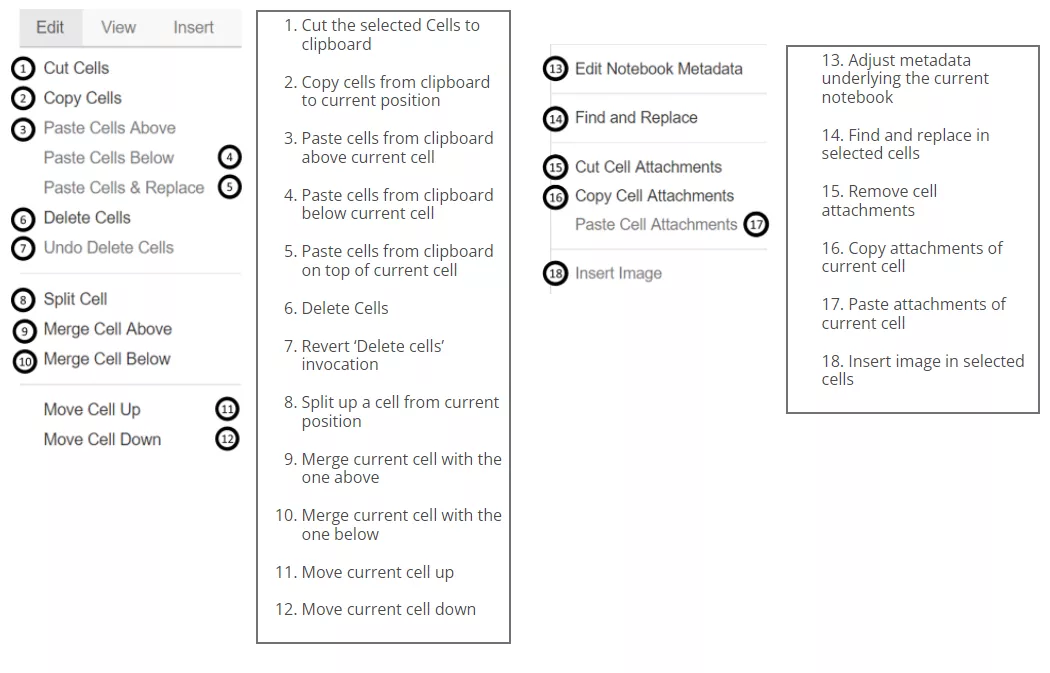 Edit View Insert
1 Cut Cells
2 Copy Cells
3 Paste Cells Above
Paste Cells Below 4
Paste Cells & Replace 5
6 Delete Cells
7 Undo Delete Cells
8 Split Cell
9 Merge Cell Above
10 Merge Cell Below
Move Cell Up 11
Move Cell Down 12
1. Cut the selected Cells to
clipboard
2. Copy cells from clipboard
to current position
3. Paste cells from clipboard
above current cell
4. Paste cells from clipboard
below current cell
5. Paste cells from clipboard
on top of current cell
6. Delete Cells
7. Revert ‘Delete cells’
invocation
8. Split up a cell from current
position
9. Merge current cell with the
one above
10. Merge current cell with the
one below
11. Move current cell up
12. Move current cell down
13 Edit Notebook Metadata
14 Find and Replace
15 Cut Cell Attachments
16 Copy Cell Attachments
Paste Cell Attachments 17
18 Insert Image
13. Adjust metadata
underlying the current
notebook
14. Find and replace in
selected cells
15. Remove cell
attachments
16. Copy attachments of
current cell
17. Paste attachments of
current cell
18. Insert image in selected
cells